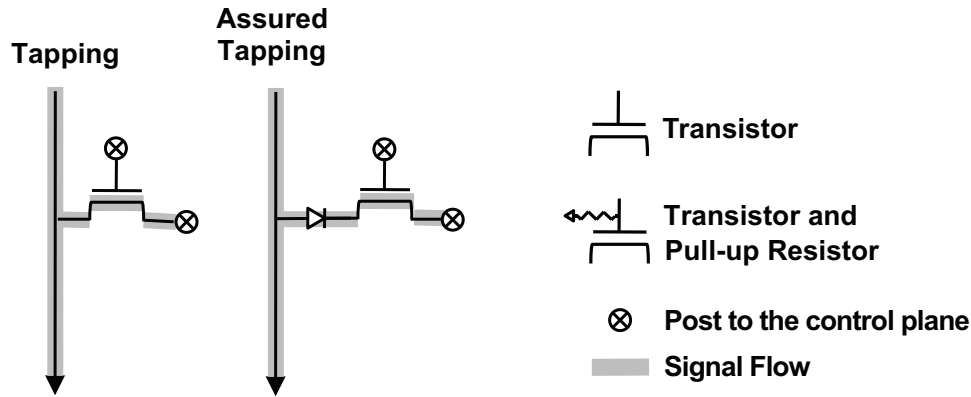 Tapping
Assured
Tapping
Transistor
Transistor and
Pull-up Resistor
Post to the control plane
Signal Flow